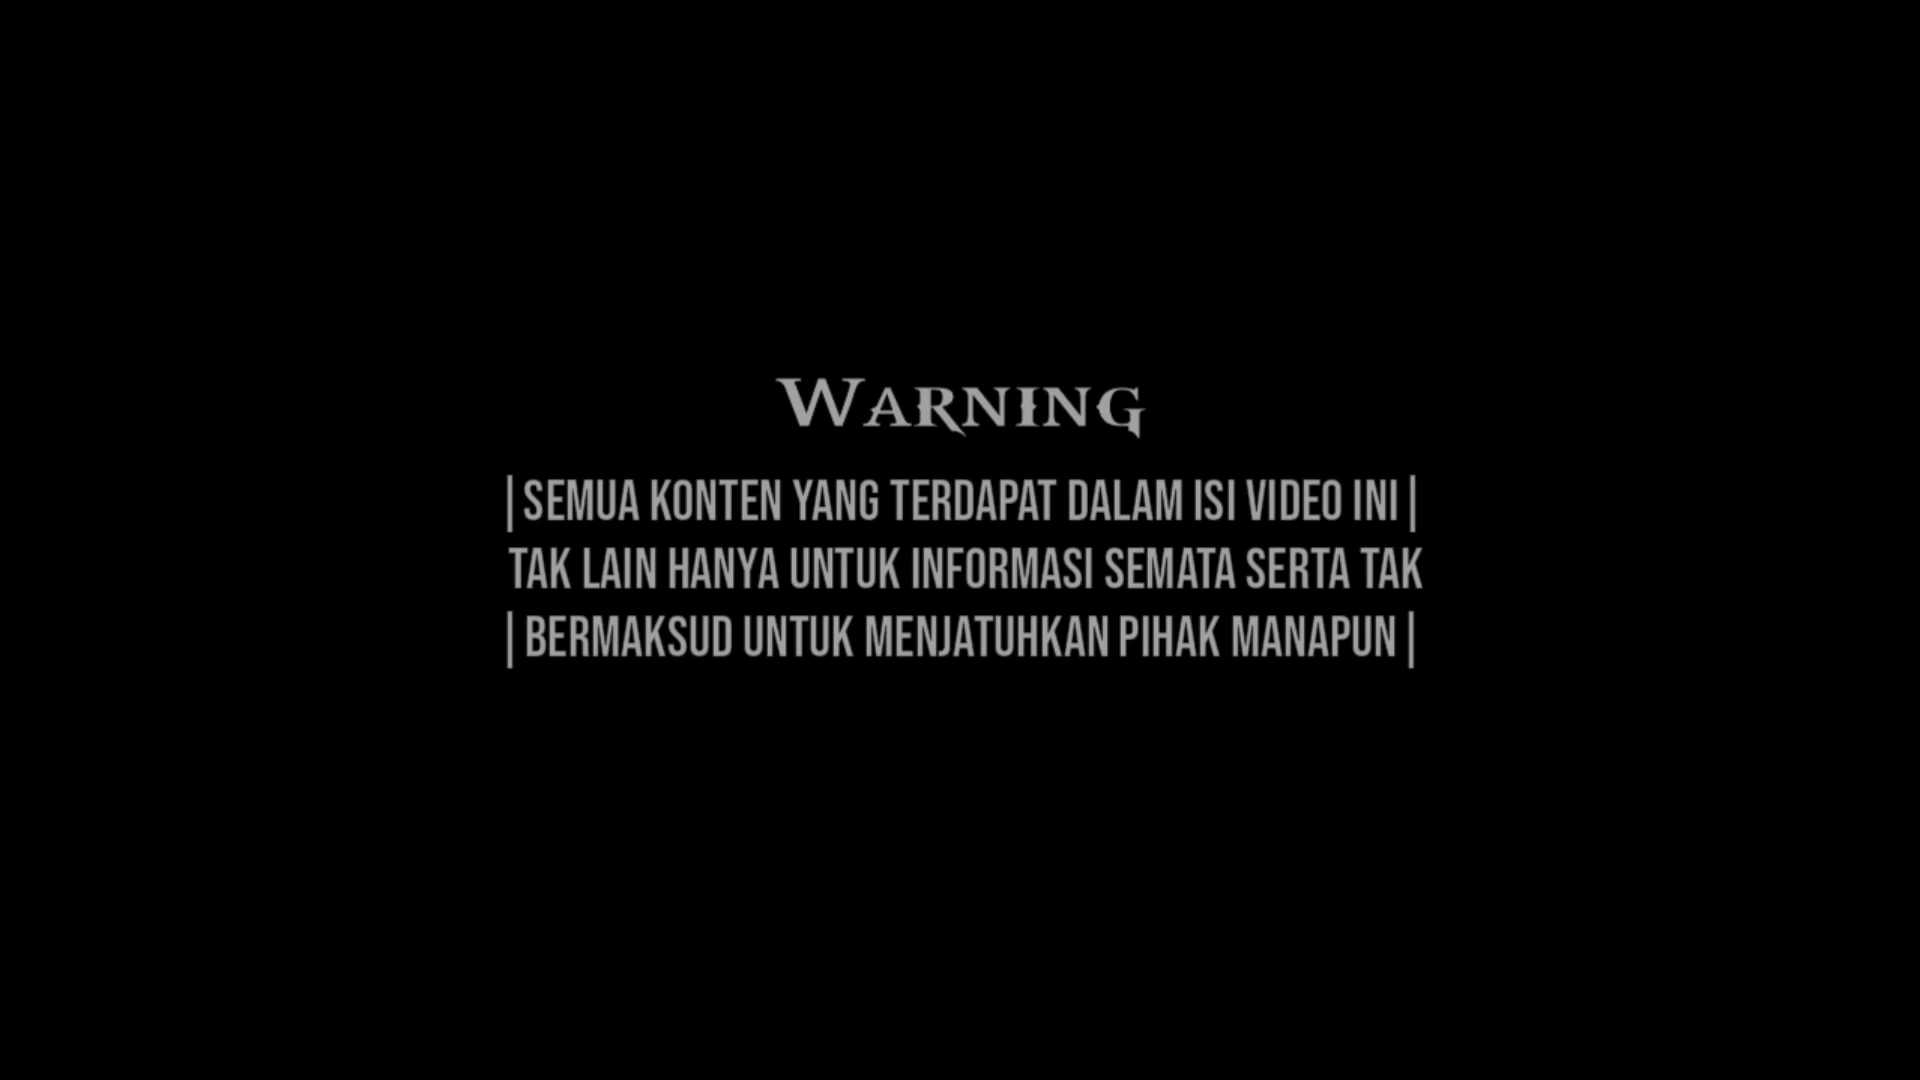 Warning
|SEMUA KONTEN YANG TERDAPAT DALAM ISI VIDEO INI|
TAK LAIN HANYA UNTUK INFORMASI SEMATA SERTA TAK
|BERMAKSUD UNTUK MENJATUHKAN PIHAK MANAPUN|